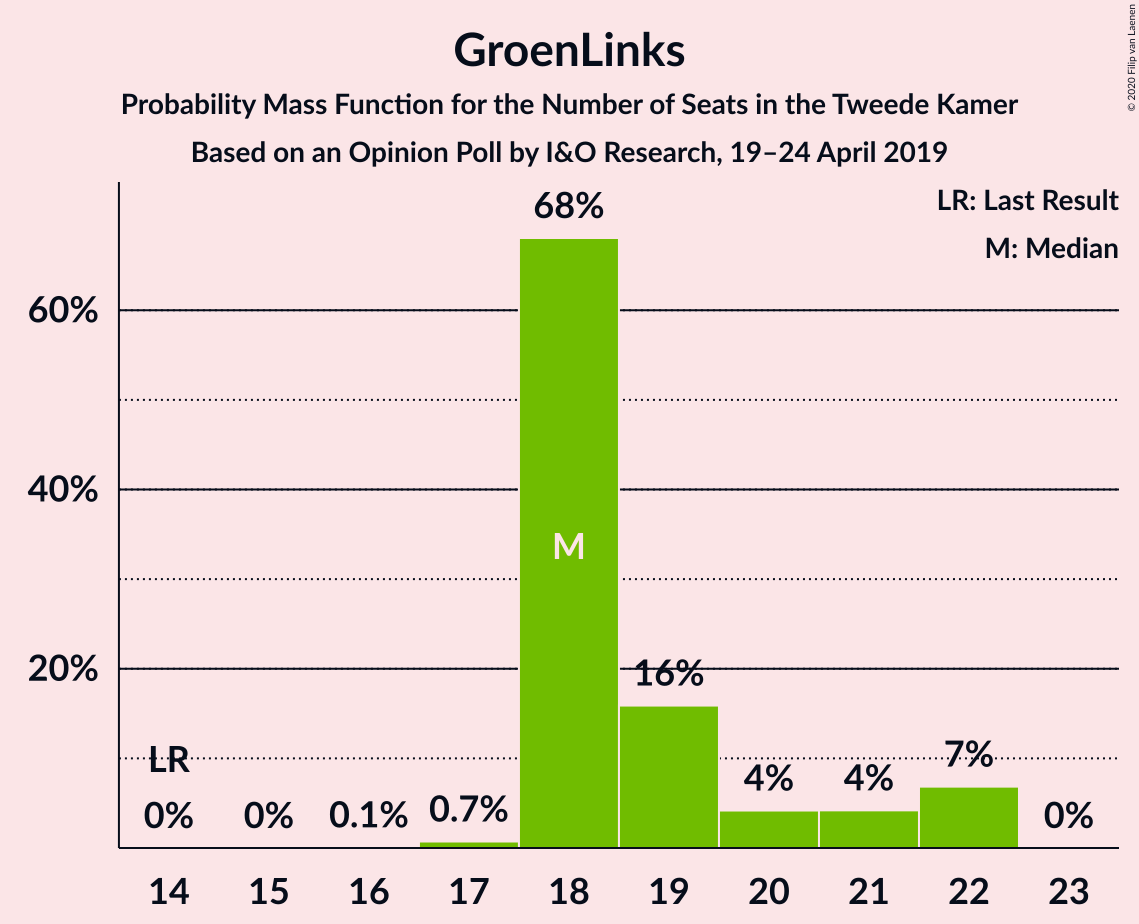 GroenLinks
Probability Mass Function for the Number of Seats in the Tweede Kamer
Based on an Opinion Poll by I&O Research, 19–24 April 2019
© 2020 Filip van Laenen
LR: Last Result
M: Median
68%
60%
40%
M
20%
16%
LR
7%
4%
4%
0%
0%
0.1%
0.7%
0%
14
15
16
17
18
19
20
21
22
23